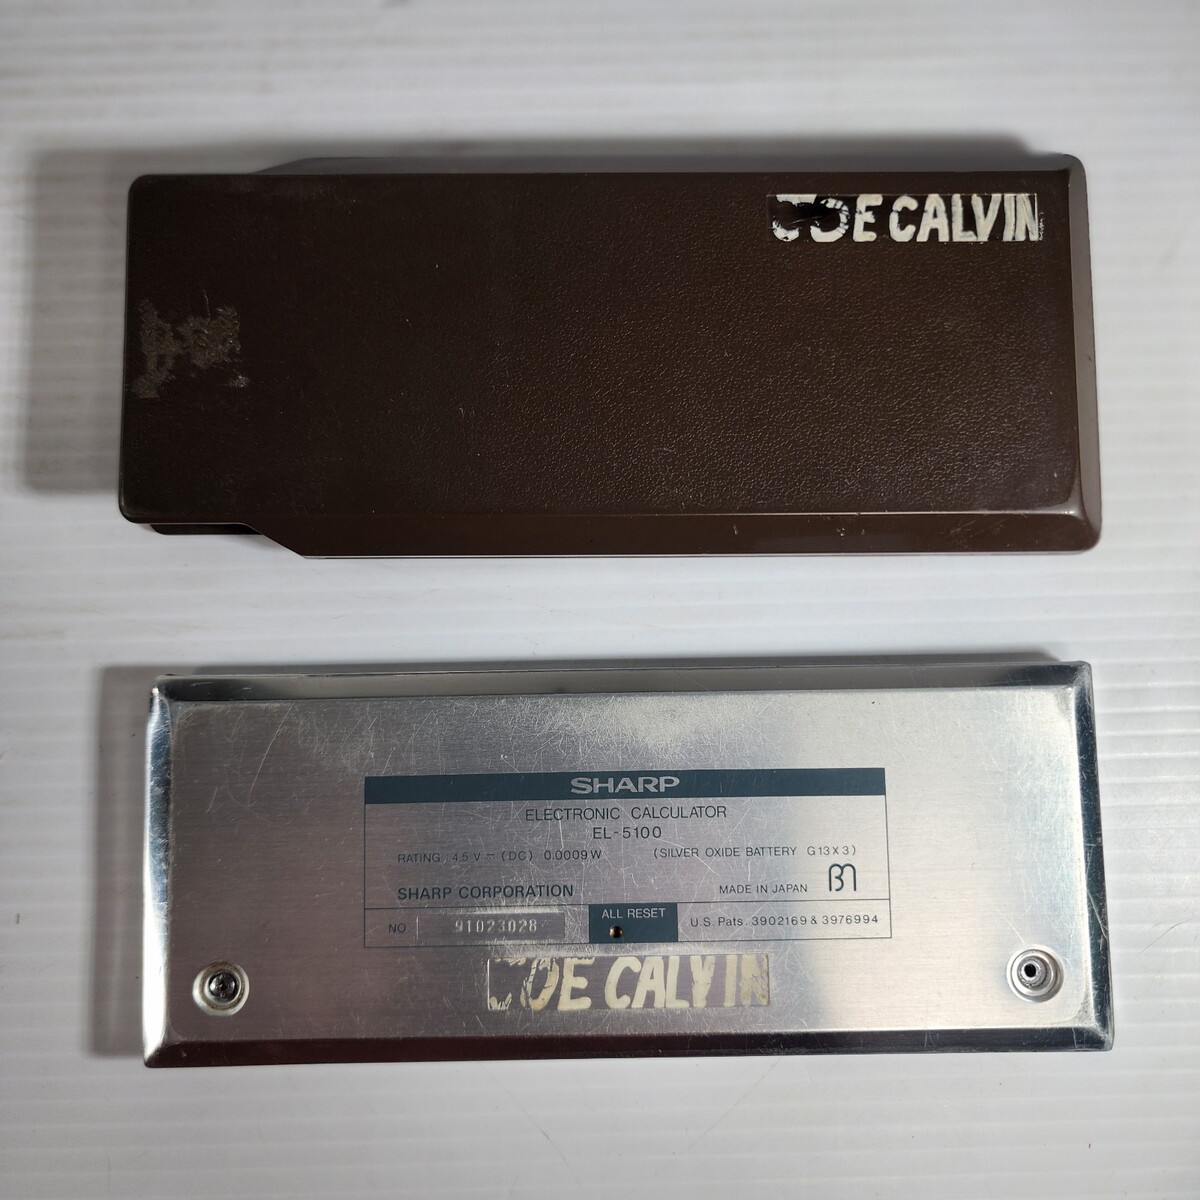 JOE CALVIN
SHARP
ELECTRONIC CALCULATOR
EL-5100
RATING : 4.5 V ⎓ (DC) 0.0009 W (SILVER OXIDE BATTERY G13 X 3)
SHARP CORPORATION MADE IN JAPAN
NO 91023028 ALL RESET U.S. Pats. 3902169 & 3976994
JOE CALVIN